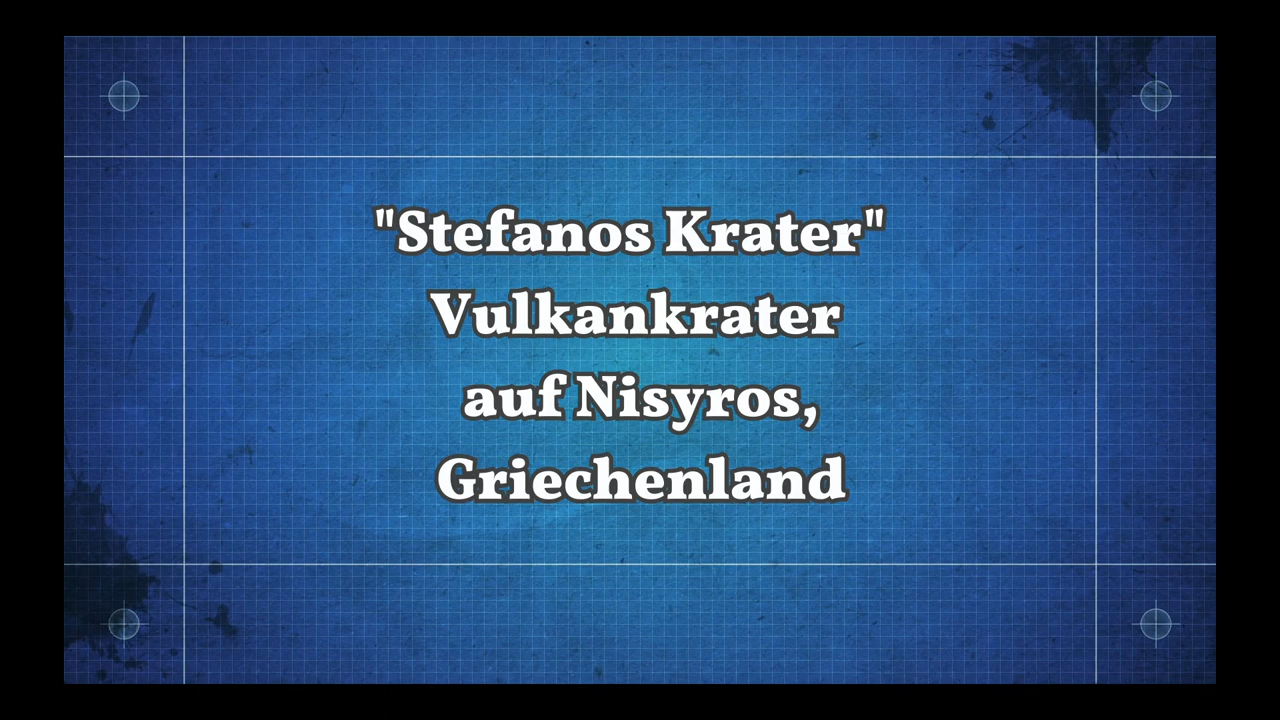 "Stefanos Krater"
Vulkankrater
auf Nisyros,
Griechenland